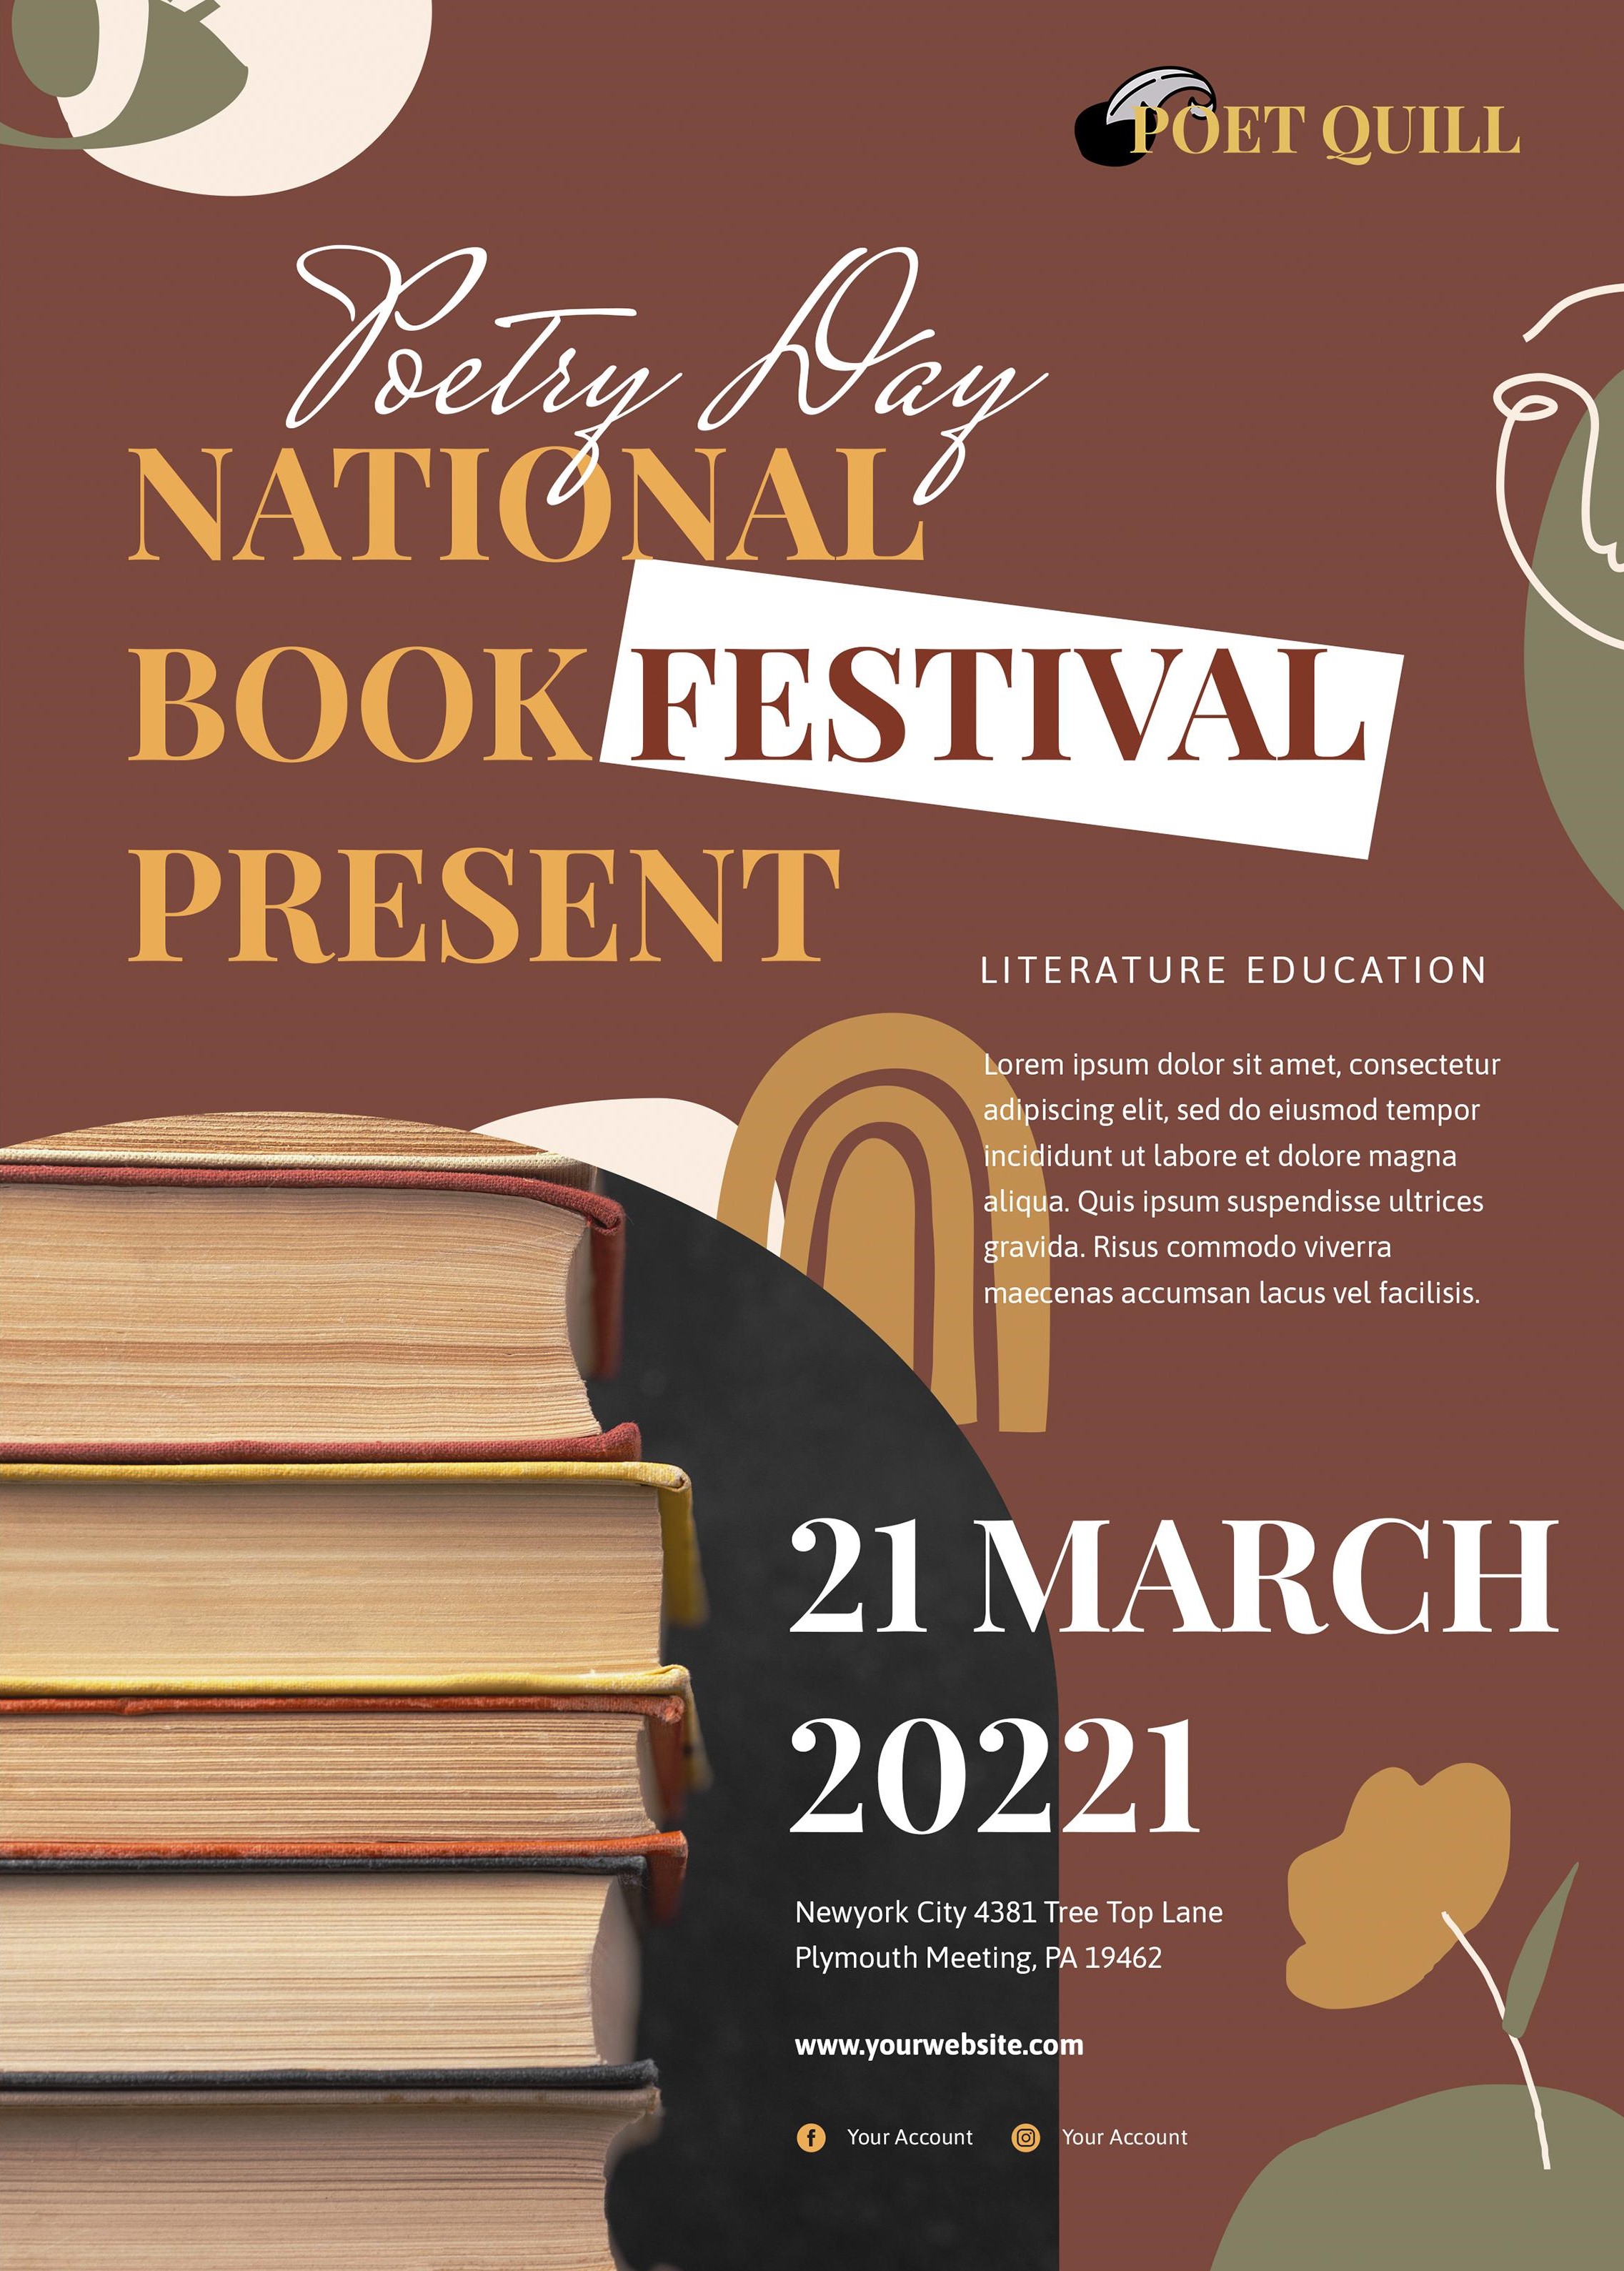 POET QUILL
Poetry Day
NATIONAL
BOOK FESTIVAL
PRESENT
LITERATURE EDUCATION
Lorem ipsum dolor sit amet, consectetur
adipiscing elit, sed do eiusmod tempor
incididunt ut labore et dolore magna
aliqua. Quis ipsum suspendisse ultrices
gravida. Risus commodo viverra
maecenas accumsan lacus vel facilisis.
21 MARCH
20221
Newyork City 4381 Tree Top Lane
Plymouth Meeting, PA 19462
www.yourwebsite.com
Your Account Your Account